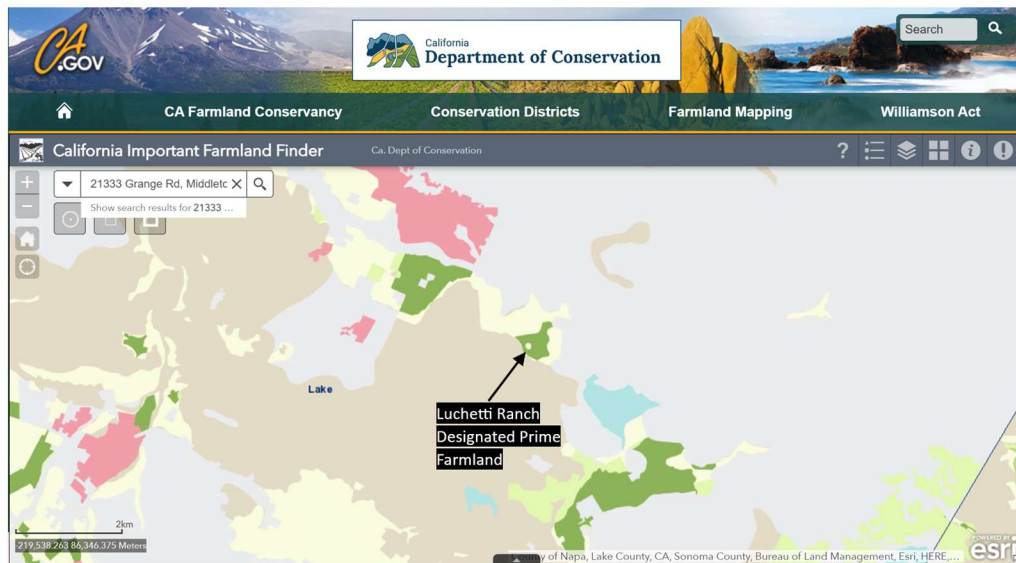 CA
.GOV
California
Department of Conservation
Search
CA Farmland Conservancy
Conservation Districts
Farmland Mapping
Williamson Act
California Important Farmland Finder
Ca. Dept of Conservation
?
+
21333 Grange Rd, Middletc
Show search results for 21333 ...
−
Lake
Luchetti Ranch
Designated Prime
Farmland
2km
-219,538.263 86,346.375 Meters
County of Napa, Lake County, CA, Sonoma County, Bureau of Land Management, Esri, HERE,...
POWERED BY
esri